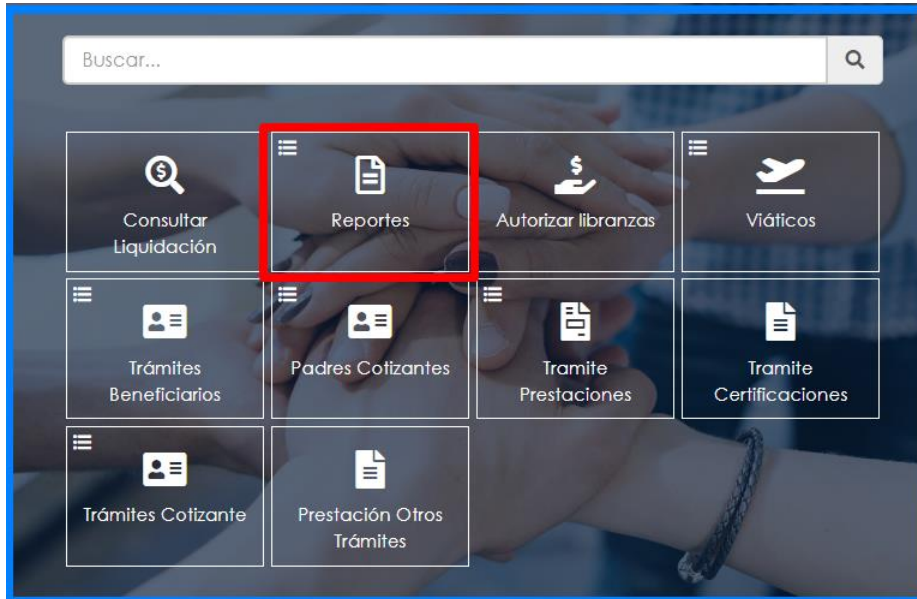 Buscar...
Consultar
Liquidación
Reportes
Autorizar libranzas
Viáticos
Trámites
Beneficiarios
Padres Cotizantes
Tramite
Prestaciones
Tramite
Certificaciones
Trámites Cotizante
Prestación Otros
Trámites